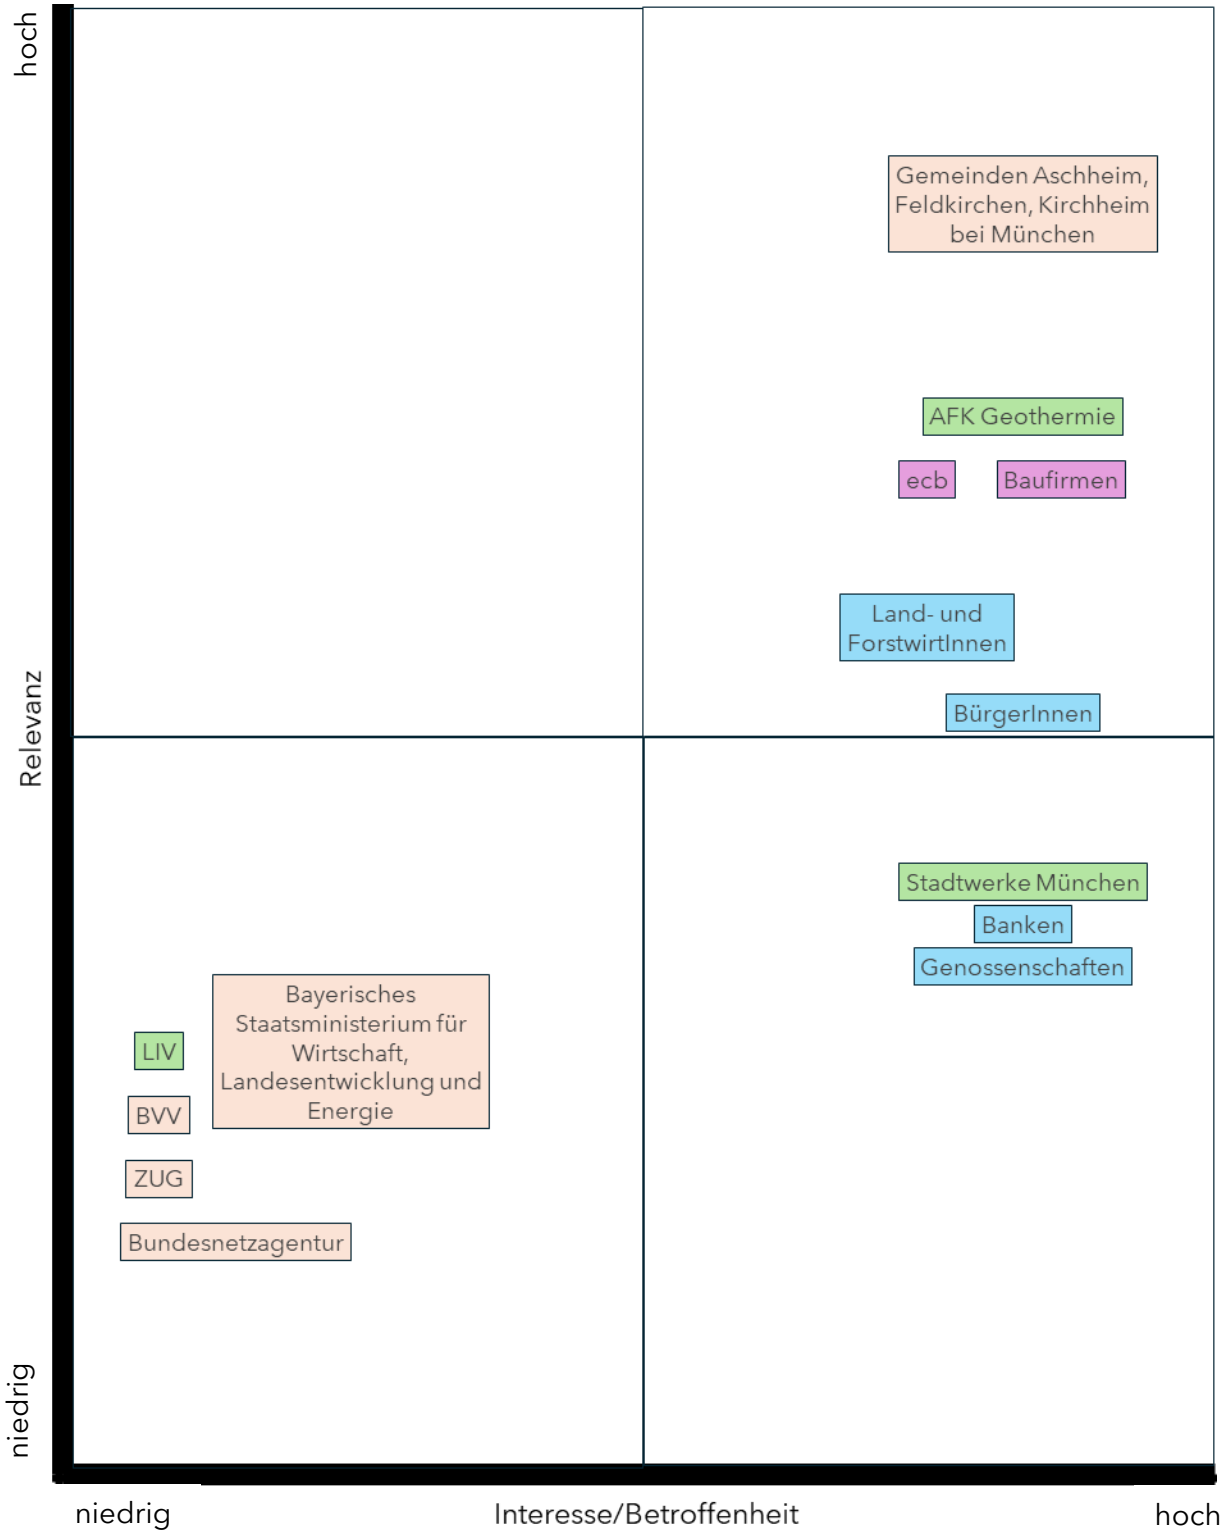 hoch
Gemeinden Aschheim,
Feldkirchen, Kirchheim
bei München
AFK Geothermie
ecb
Baufirmen
Land- und
ForstwirtInnen
Relevanz
BürgerInnen
Stadtwerke München
Banken
Genossenschaften
Bayerisches
Staatsministerium für
Wirtschaft,
Landesentwicklung und
Energie
LIV
BVV
ZUG
Bundesnetzagentur
niedrig
niedrig
Interesse/Betroffenheit
hoch